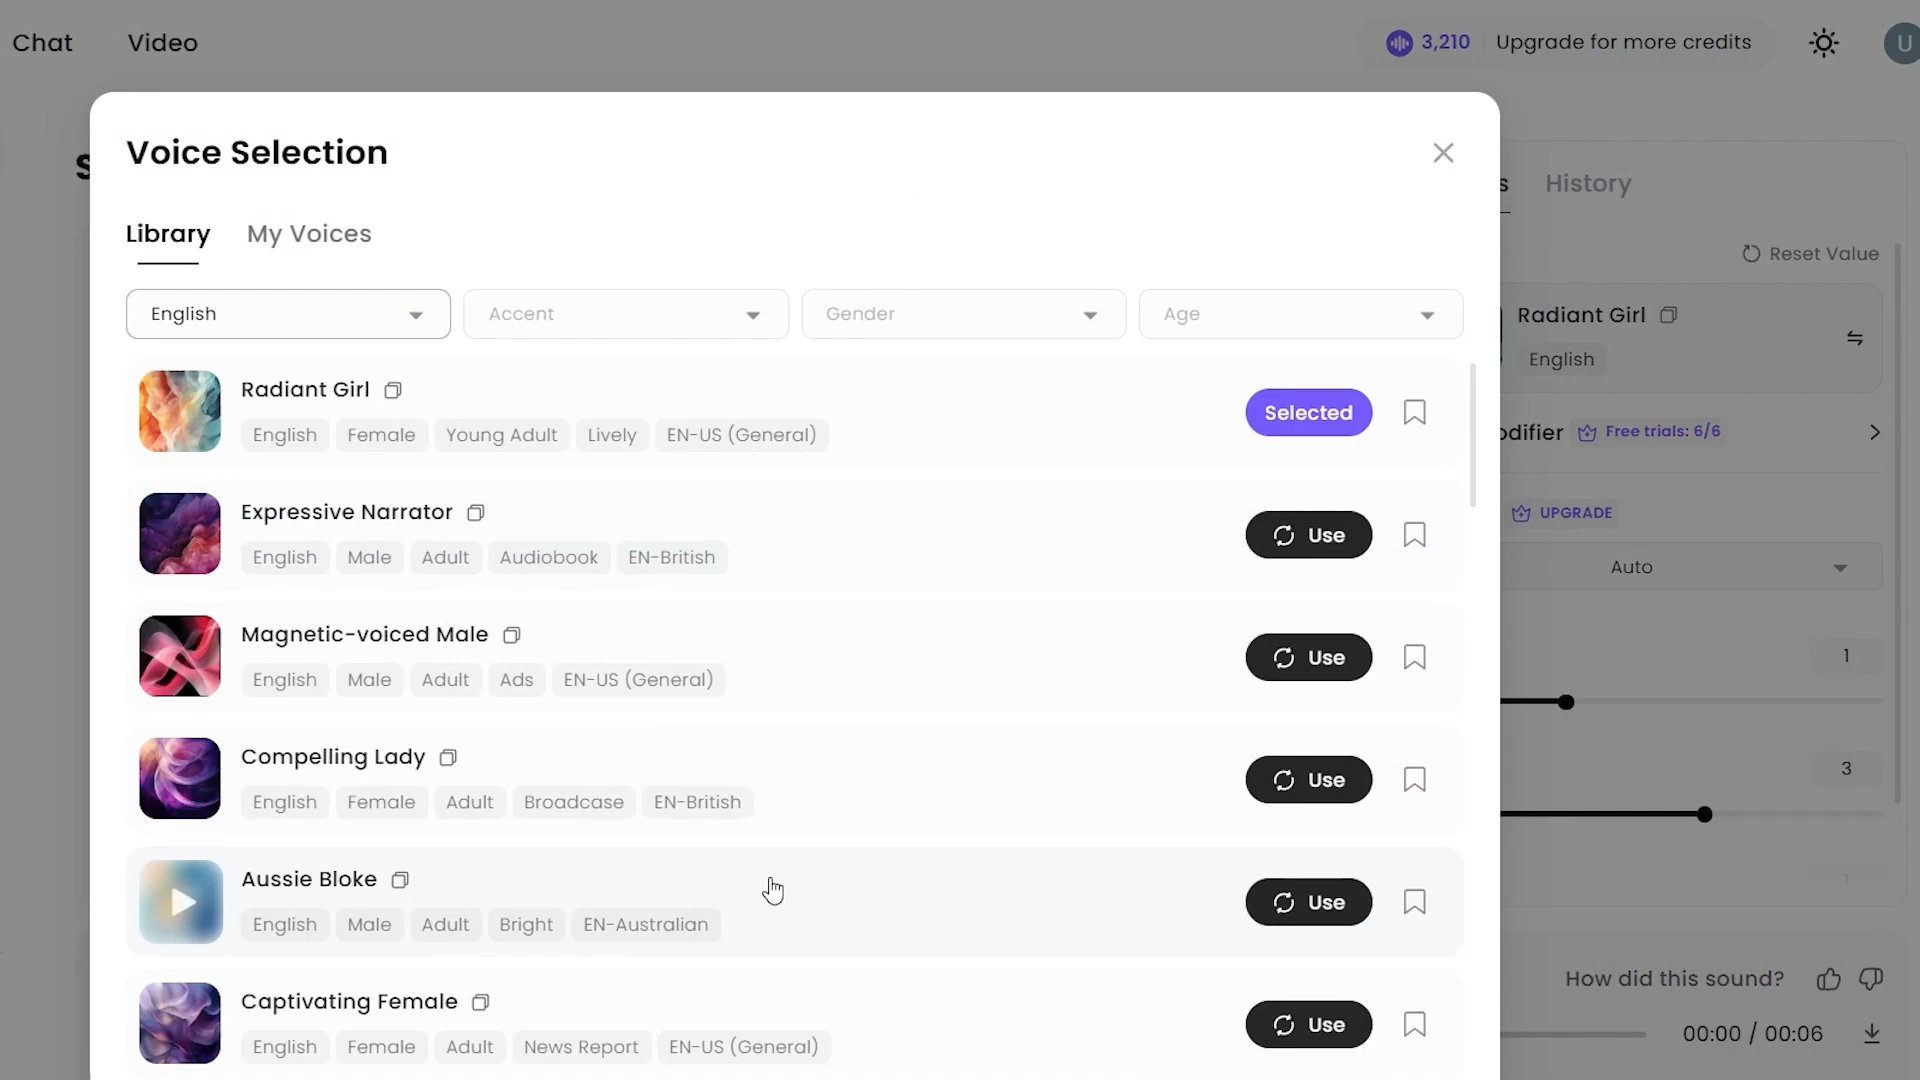 Chat Video 3,210 Upgrade for more credits U
Voice Selection
Library My Voices
English Accent Gender Age
Radiant Girl
English Female Young Adult Lively EN-US (General)
Selected
Expressive Narrator
English Male Adult Audiobook EN-British
Use
Magnetic-voiced Male
English Male Adult Ads EN-US (General)
Use
Compelling Lady
English Female Adult Broadcast EN-British
Use
Aussie Bloke
English Male Adult Bright EN-Australian
Use
Captivating Female
English Female Adult News Report EN-US (General)
Use
History
Reset Value
Radiant Girl
English
Free trials: 6/6
UPGRADE
Auto
1
3
How did this sound?
00:00 / 00:06